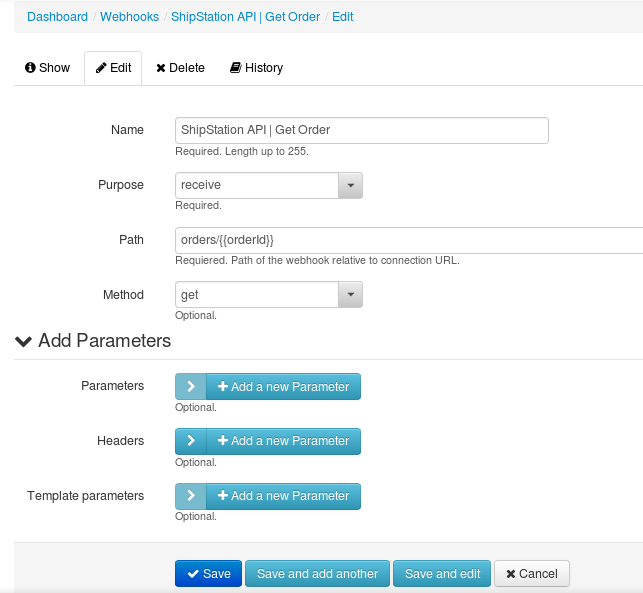 Dashboard / Webhooks / ShipStation API | Get Order / Edit
Show Edit Delete History
Name ShipStation API | Get Order
Required. Length up to 255.
Purpose receive
Required.
Path orders/{{orderId}}
Requiered. Path of the webhook relative to connection URL.
Method get
Optional.
Add Parameters
Parameters + Add a new Parameter
Optional.
Headers + Add a new Parameter
Optional.
Template parameters + Add a new Parameter
Optional.
Save Save and add another Save and edit Cancel